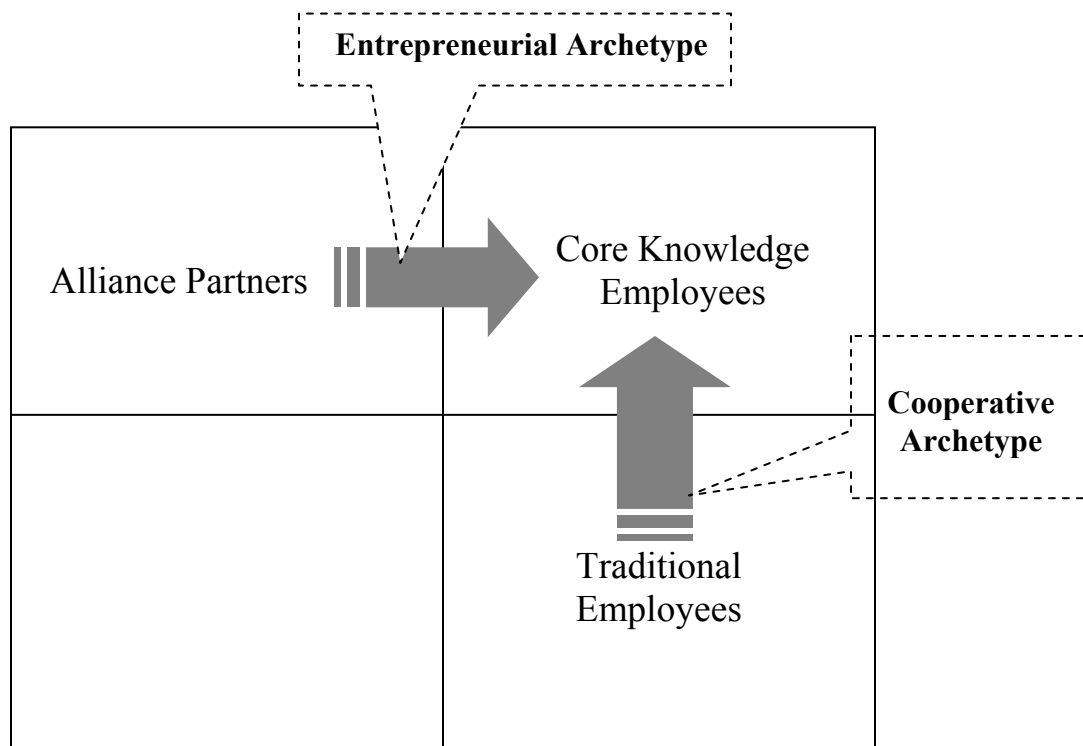 Entrepreneurial Archetype
Alliance Partners
Core Knowledge
Employees
Cooperative
Archetype
Traditional
Employees